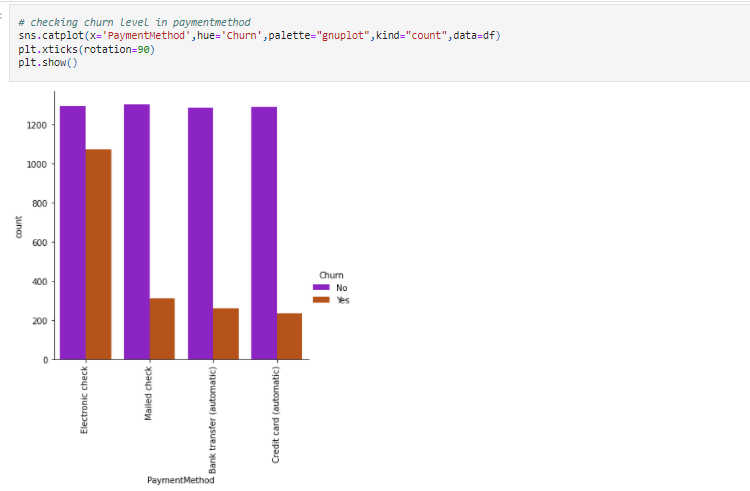 # checking churn level in paymentmethod
sns.catplot(x='PaymentMethod',hue='Churn',palette="gnuplot",kind="count",data=df)
plt.xticks(rotation=90)
plt.show()
1200
1000
800
600
400
200
0
count
Churn
No
Yes
Electronic check
Mailed check
Bank transfer (automatic)
Credit card (automatic)
PaymentMethod